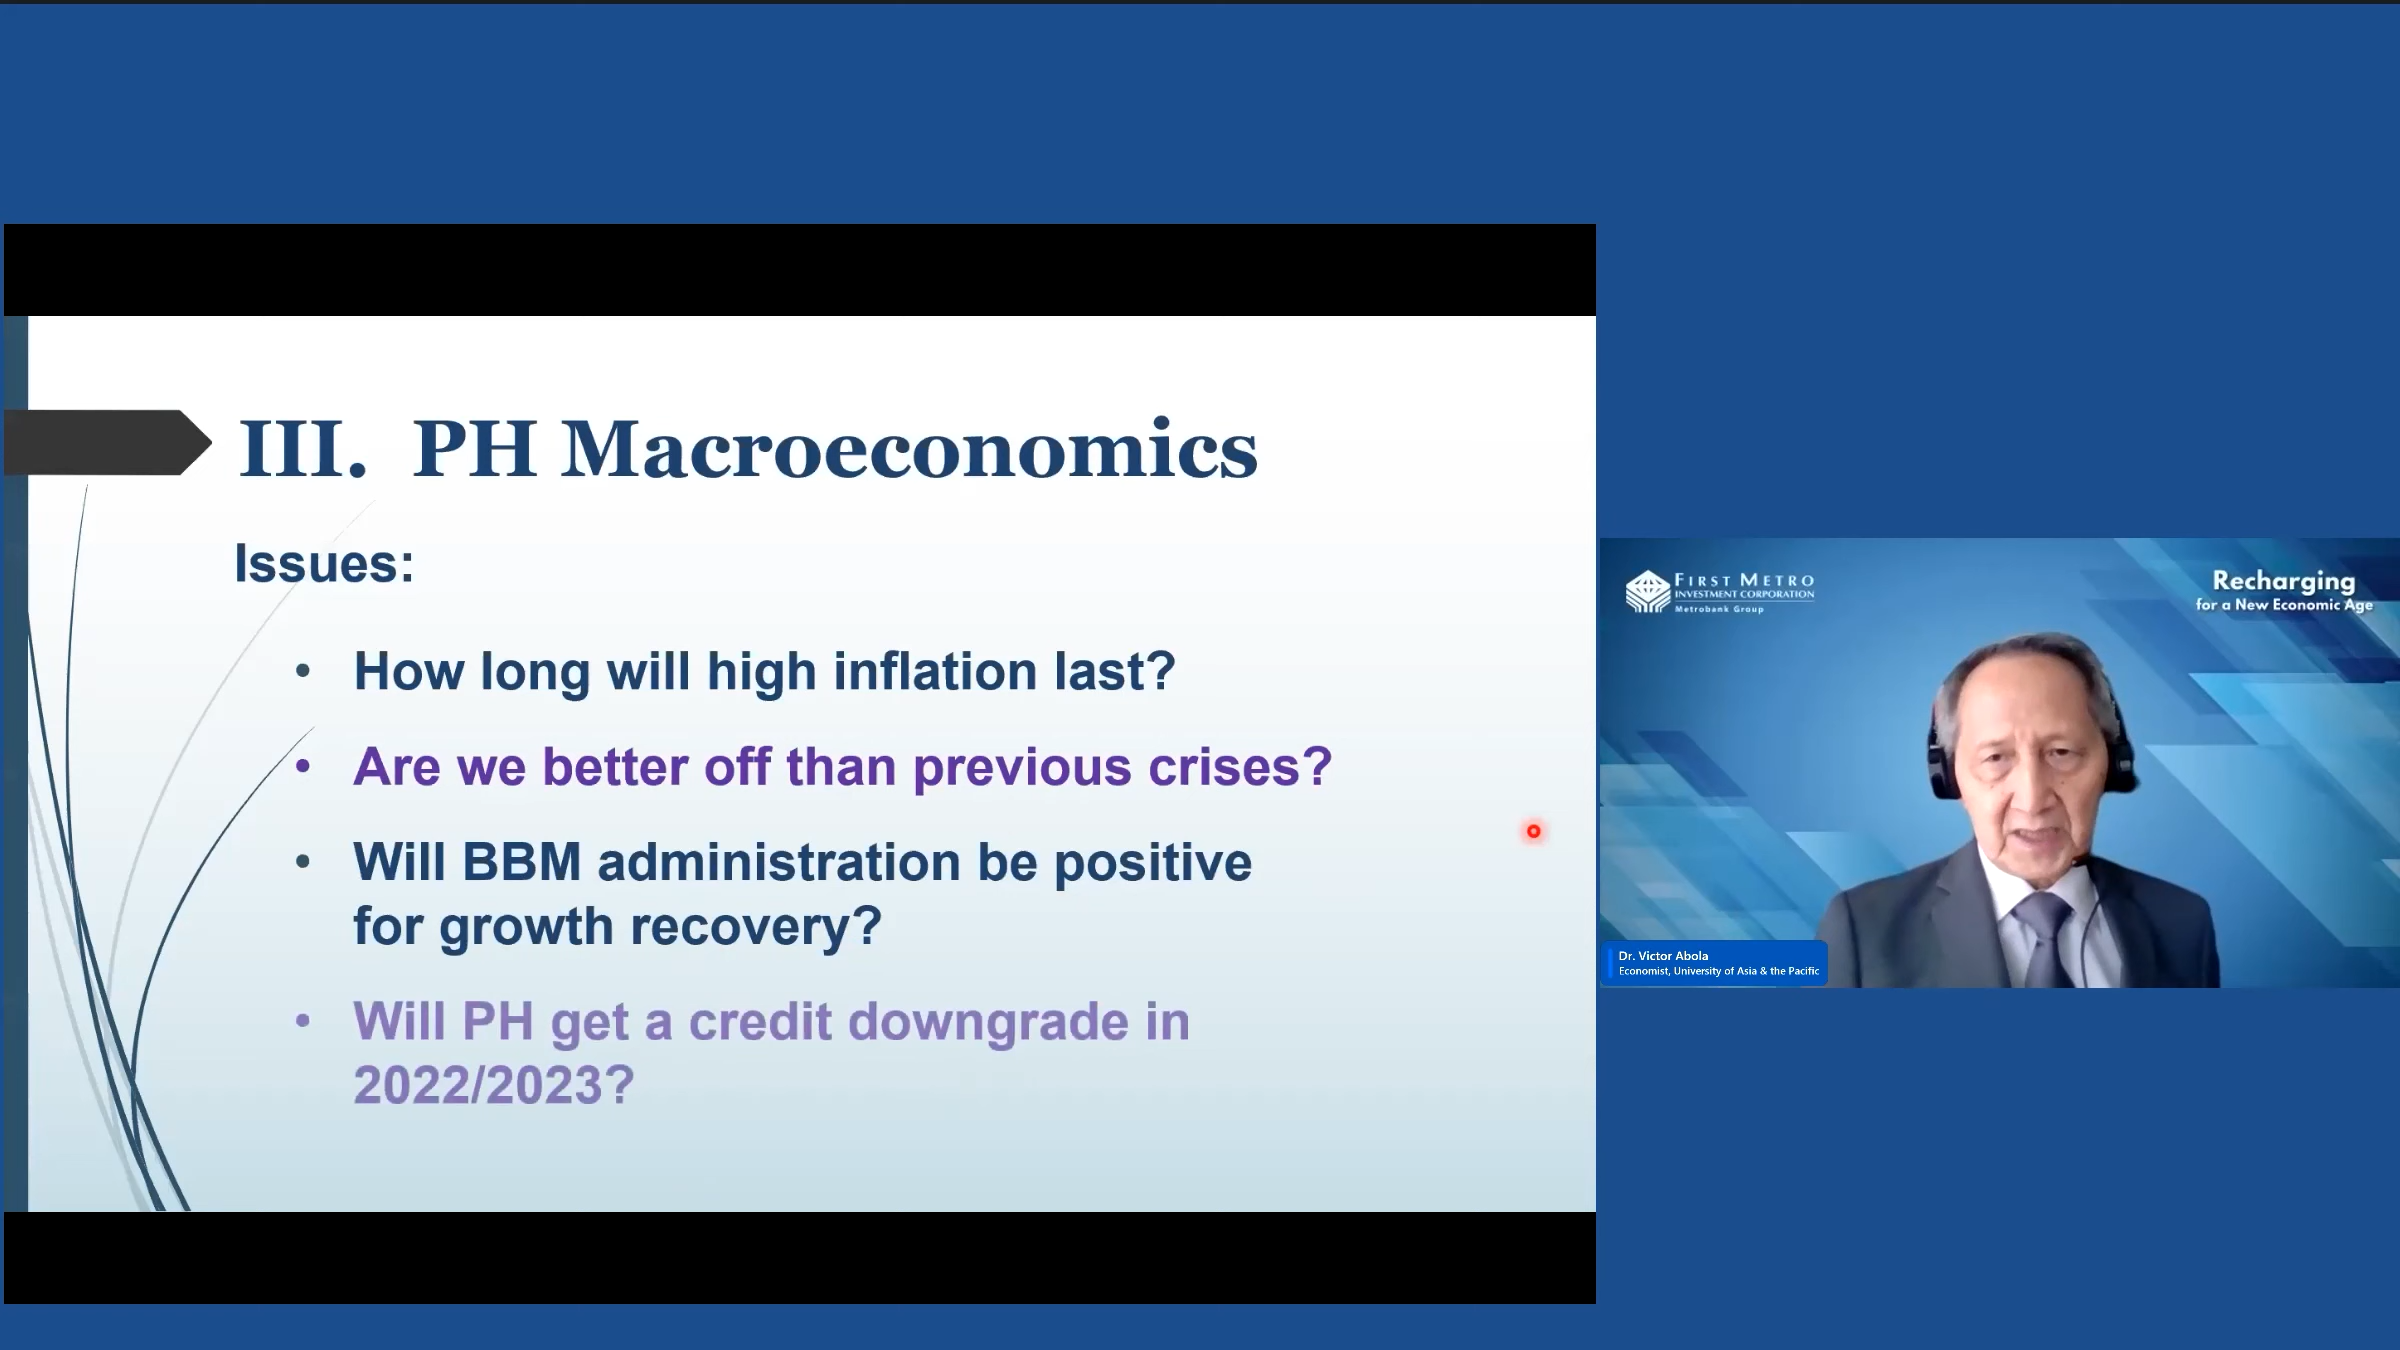 III. PH Macroeconomics
Issues:
• How long will high inflation last?
• Are we better off than previous crises?
• Will BBM administration be positive
for growth recovery?
• Will PH get a credit downgrade in
2022/2023?
FIRST METRO
INVESTMENT CORPORATION
Metrobank Group
Recharging
for a New Economic Age
Dr. Victor Abola
Economist, University of Asia & the Pacific